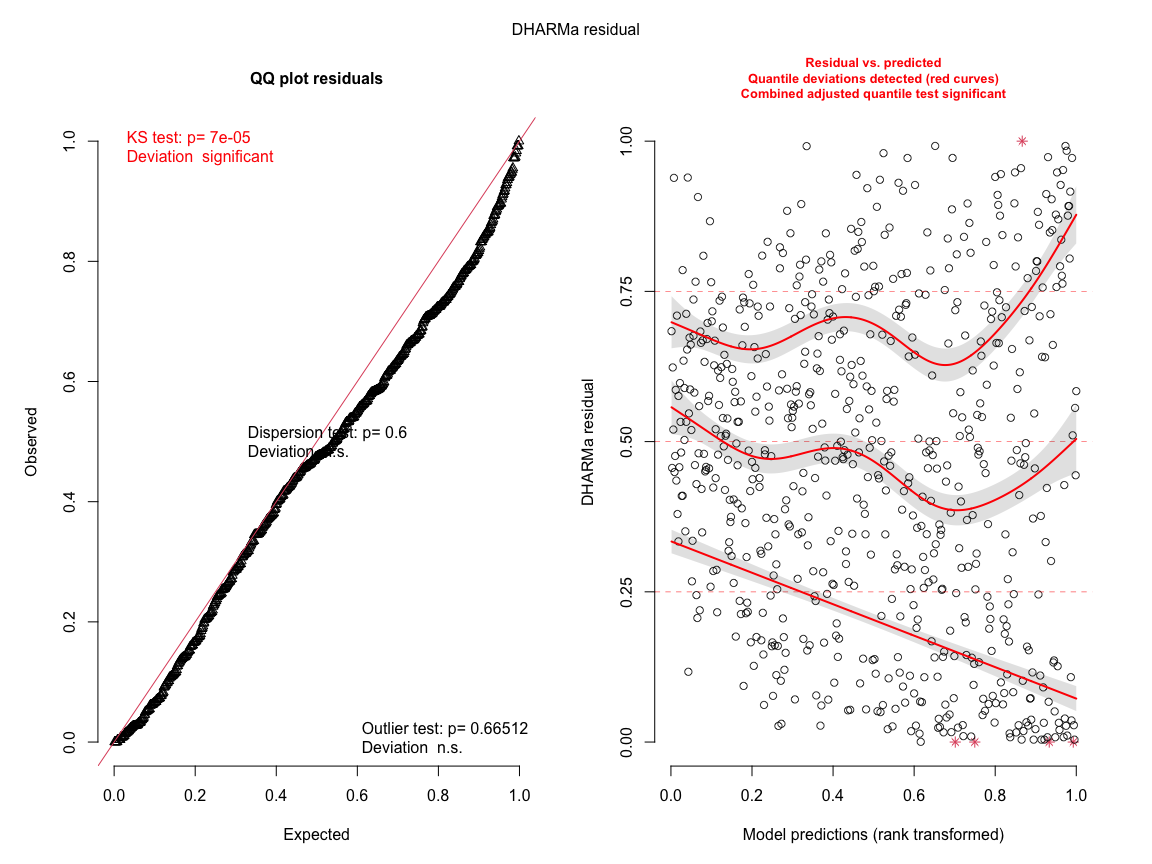 DHARMa residual
QQ plot residuals
KS test: p= 7e-05
Deviation  significant
Dispersion test: p= 0.6
Deviation  n.s.
Outlier test: p= 0.66512
Deviation  n.s.
Observed
0.0
0.2
0.4
0.6
0.8
1.0
0.0
0.2
0.4
0.6
0.8
1.0
Expected
Residual vs. predicted
Quantile deviations detected (red curves)
Combined adjusted quantile test significant
DHARMa residual
0.00
0.25
0.50
0.75
1.00
0.0
0.2
0.4
0.6
0.8
1.0
Model predictions (rank transformed)